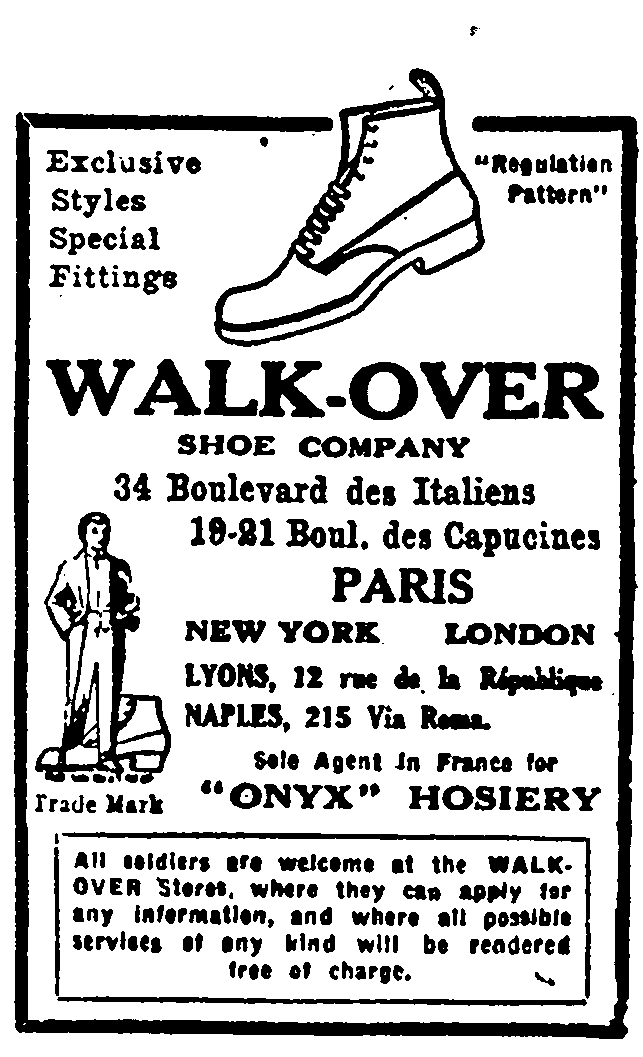 Exclusive
Styles
Special
Fittings
"Regulation
Pattern"
WALK-OVER
SHOE COMPANY
34 Boulevard des Italiens
19-21 Boul. des Capucines
PARIS
NEW YORK LONDON
LYONS, 12 rue de la République
NAPLES, 215 Via Roma.
Sole Agent in France for
"ONYX" HOSIERY
Trade Mark
All soldiers are welcome at the WALK-
OVER Stores, where they can apply for
any information, and where all possible
services of any kind will be rendered
free of charge.